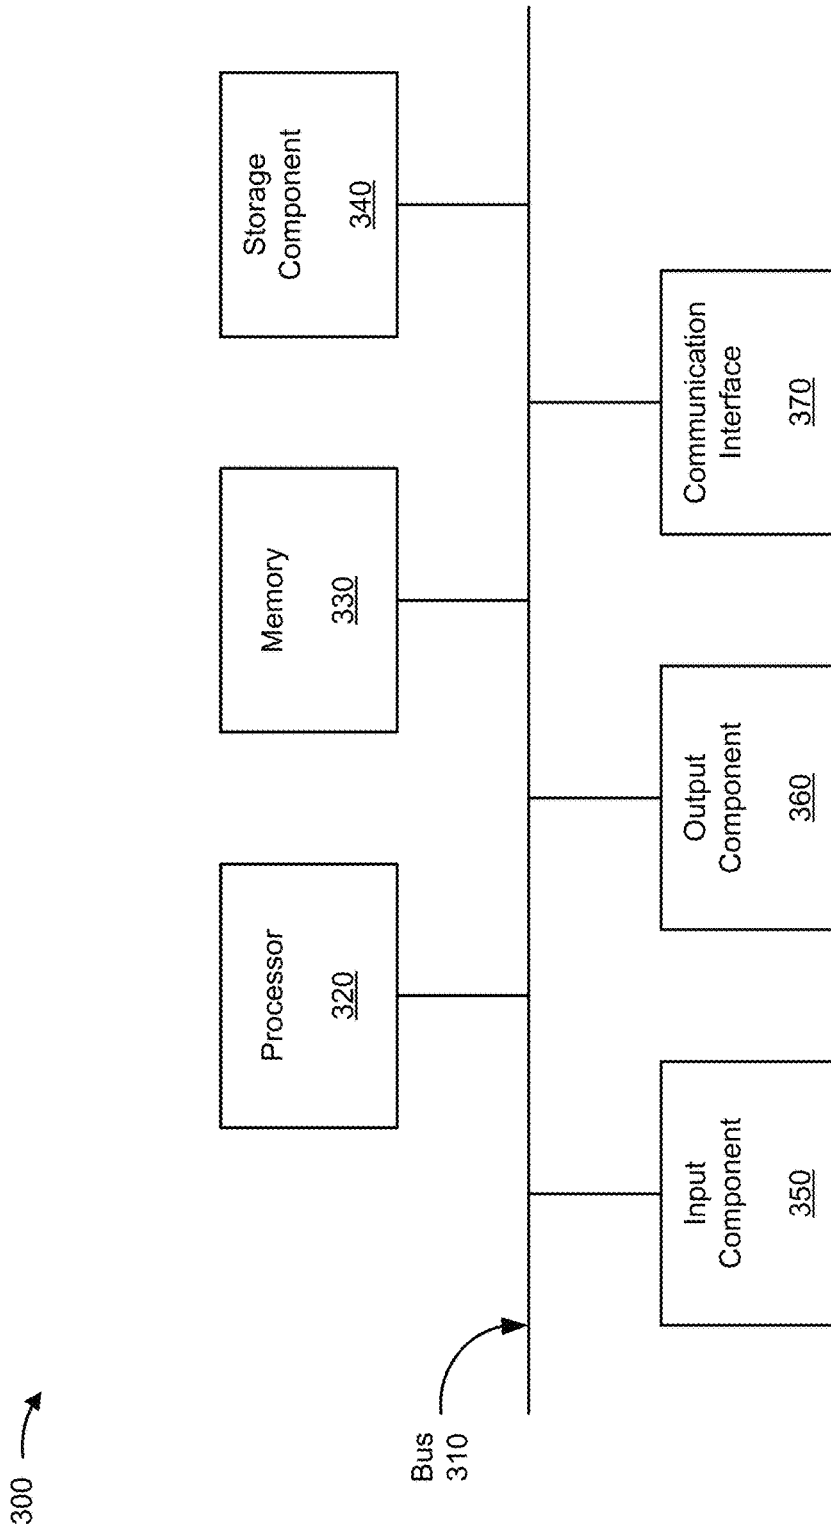 300
Bus
310
Processor
320
Memory
330
Storage
Component
340
Input
Component
350
Output
Component
360
Communication
Interface
370